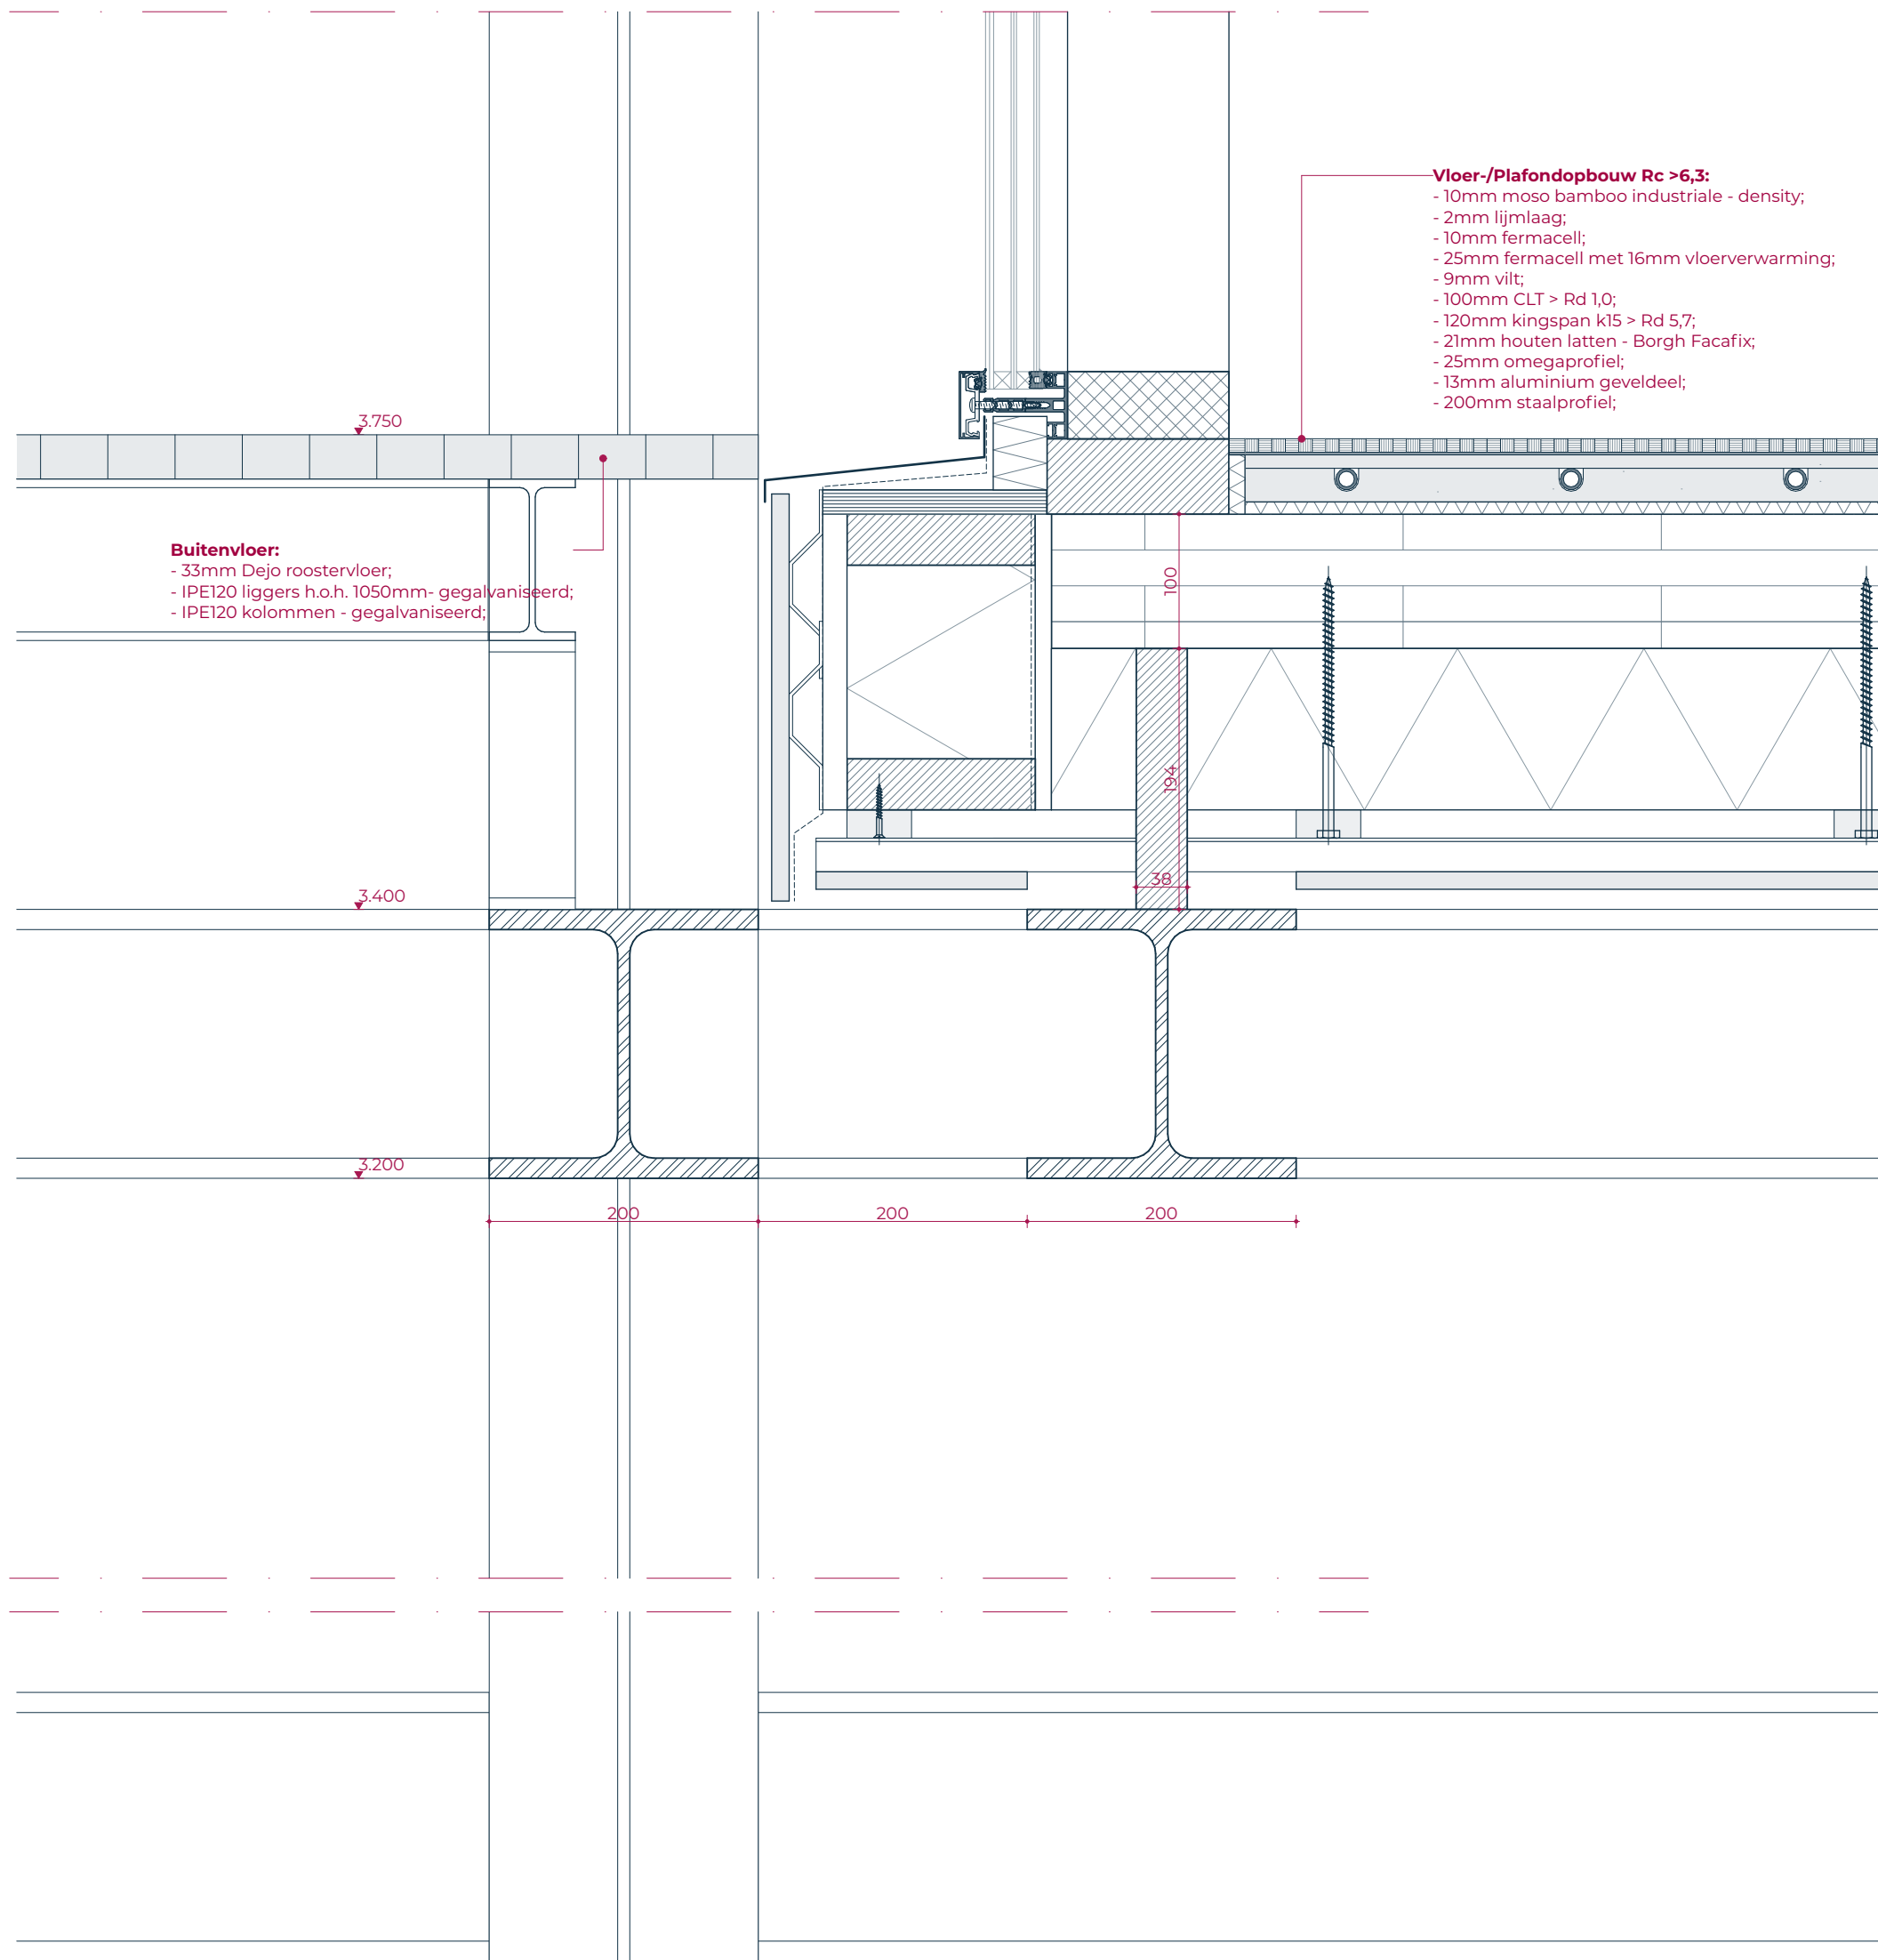 Vloer-/Plafondopbouw Rc >6,3:
- 10mm moso bamboo industriale - density;
- 2mm lijmlaag;
- 10mm fermacell;
- 25mm fermacell met 16mm vloerverwarming;
- 9mm vilt;
- 100mm CLT > Rd 1,0;
- 120mm kingspan k15 > Rd 5,7;
- 21mm houten latten - Borgh Facafix;
- 25mm omegaprofiel;
- 13mm aluminium geveldeel;
- 200mm staalprofiel;
3.750
Buitenvloer:
- 33mm Dejo roostervloer;
- IPE120 liggers h.o.h. 1050mm- gegalvaniseerd;
- IPE120 kolommen - gegalvaniseerd;
100
194
38
3.400
3.200
200
200
200